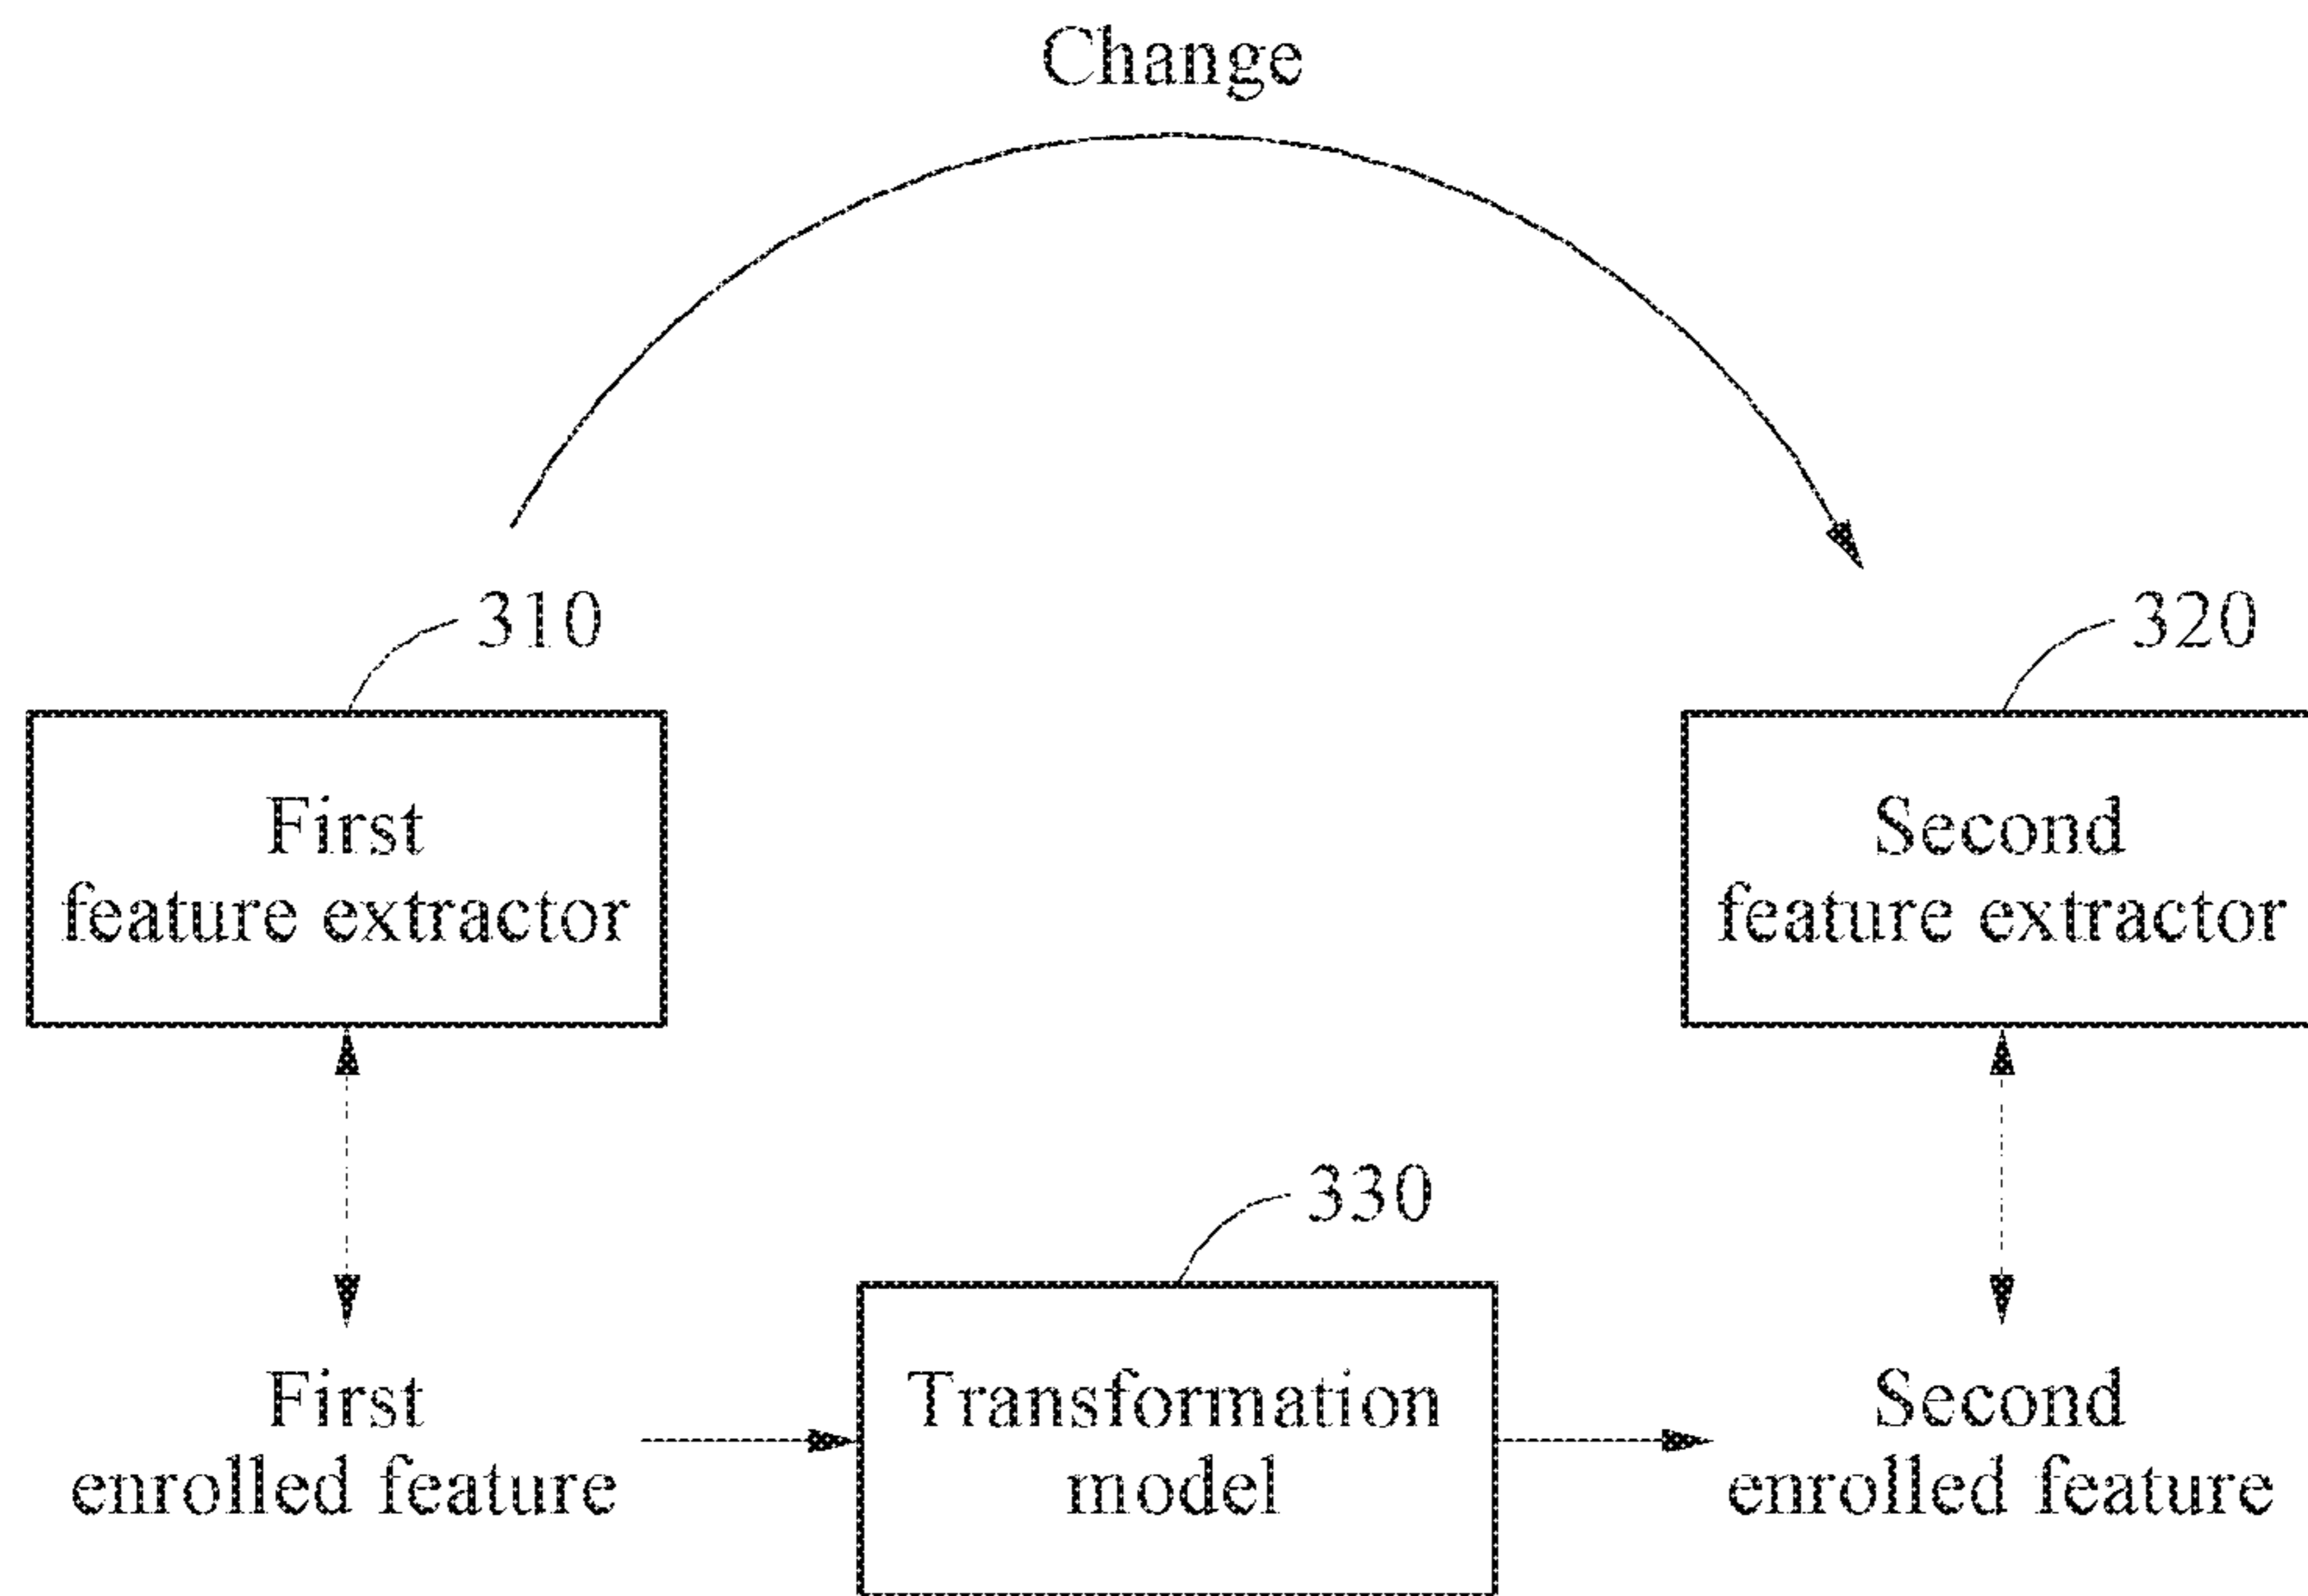 Change
310
320
First
feature extractor
Second
feature extractor
330
First
enrolled feature
Transformation
model
Second
enrolled feature